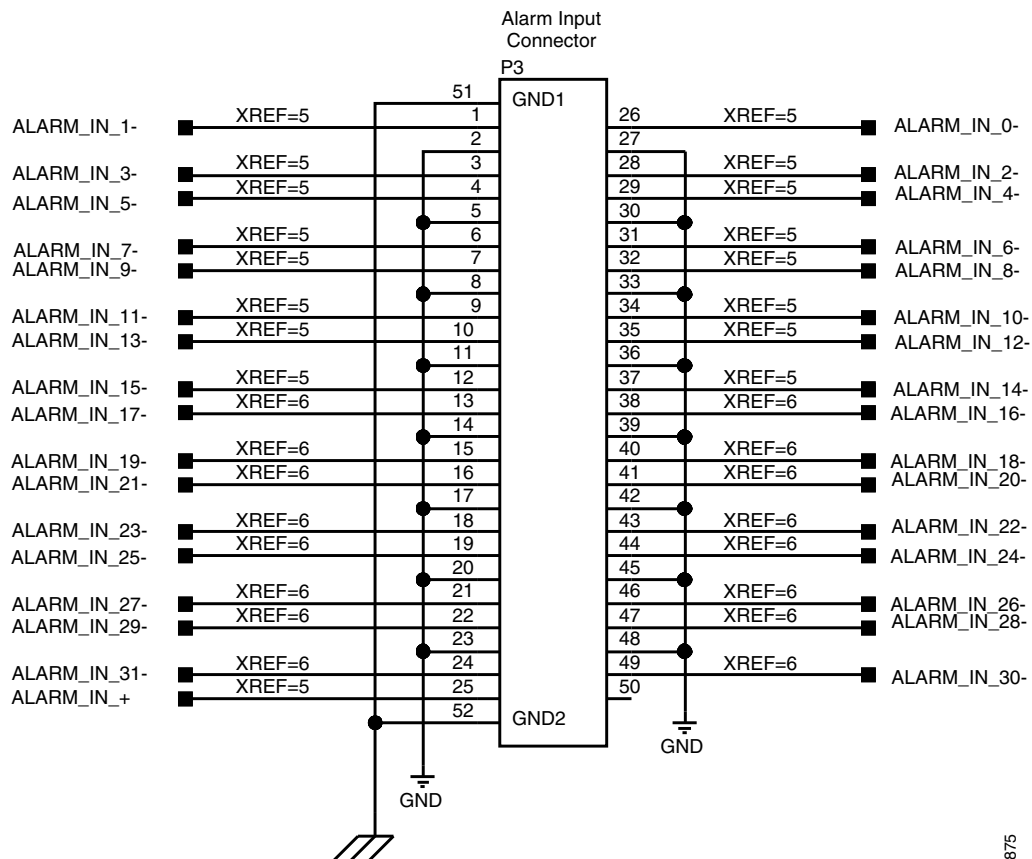 Alarm Input
Connector
P3
51 GND1
ALARM_IN_1- XREF=5 1 26 XREF=5 ALARM_IN_0-
2 27
ALARM_IN_3- XREF=5 3 28 XREF=5 ALARM_IN_2-
ALARM_IN_5- XREF=5 4 29 XREF=5 ALARM_IN_4-
5 30
ALARM_IN_7- XREF=5 6 31 XREF=5 ALARM_IN_6-
ALARM_IN_9- XREF=5 7 32 XREF=5 ALARM_IN_8-
8 33
ALARM_IN_11- XREF=5 9 34 XREF=5 ALARM_IN_10-
ALARM_IN_13- XREF=5 10 35 XREF=5 ALARM_IN_12-
11 36
ALARM_IN_15- XREF=5 12 37 XREF=5 ALARM_IN_14-
ALARM_IN_17- XREF=6 13 38 XREF=6 ALARM_IN_16-
14 39
ALARM_IN_19- XREF=6 15 40 XREF=6 ALARM_IN_18-
ALARM_IN_21- XREF=6 16 41 XREF=6 ALARM_IN_20-
17 42
ALARM_IN_23- XREF=6 18 43 XREF=6 ALARM_IN_22-
ALARM_IN_25- XREF=6 19 44 XREF=6 ALARM_IN_24-
20 45
ALARM_IN_27- XREF=6 21 46 XREF=6 ALARM_IN_26-
ALARM_IN_29- XREF=6 22 47 XREF=6 ALARM_IN_28-
23 48
ALARM_IN_31- XREF=6 24 49 XREF=6 ALARM_IN_30-
ALARM_IN_+ XREF=5 25 50
52 GND2
GND
GND
875